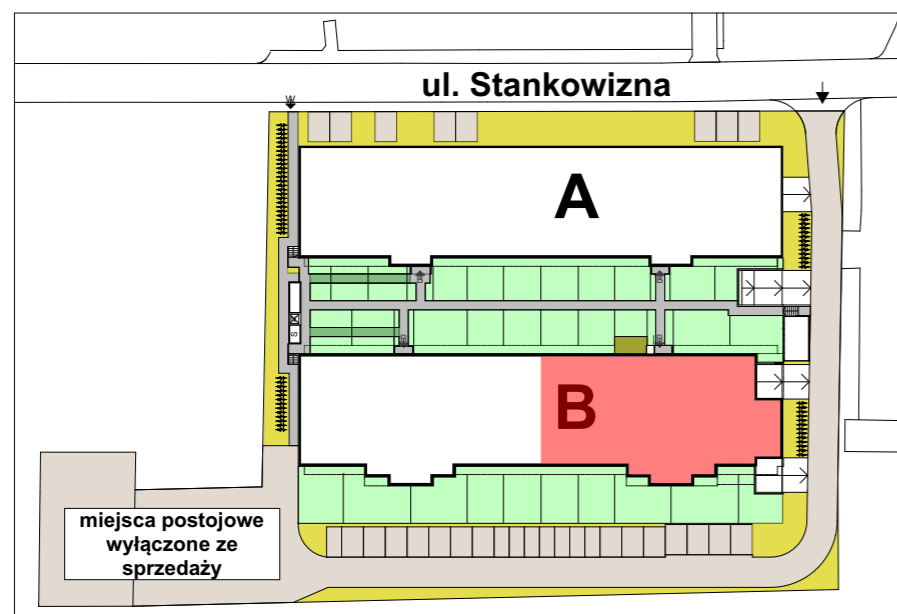 ul. Stankowizna
W
A
S
B
miejsca postojowe
wyłączone ze
sprzedaży